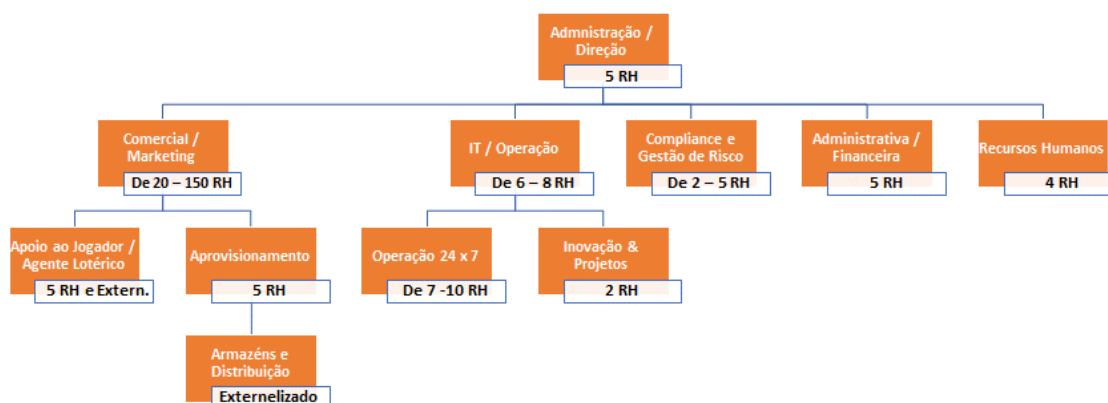 Admnistração /
Direção
5 RH
Comercial /
Marketing
De 20 – 150 RH
IT / Operação
De 6 – 8 RH
Compliance e
Gestão de Risco
De 2 – 5 RH
Administrativa /
Financeira
5 RH
Recursos Humanos
4 RH
Apoio ao Jogador /
Agente Lotérico
5 RH e Extern.
Aprovisionamento
5 RH
Operação 24 x 7
De 7 -10 RH
Inovação &
Projetos
2 RH
Armazéns e
Distribuição
Externelizado